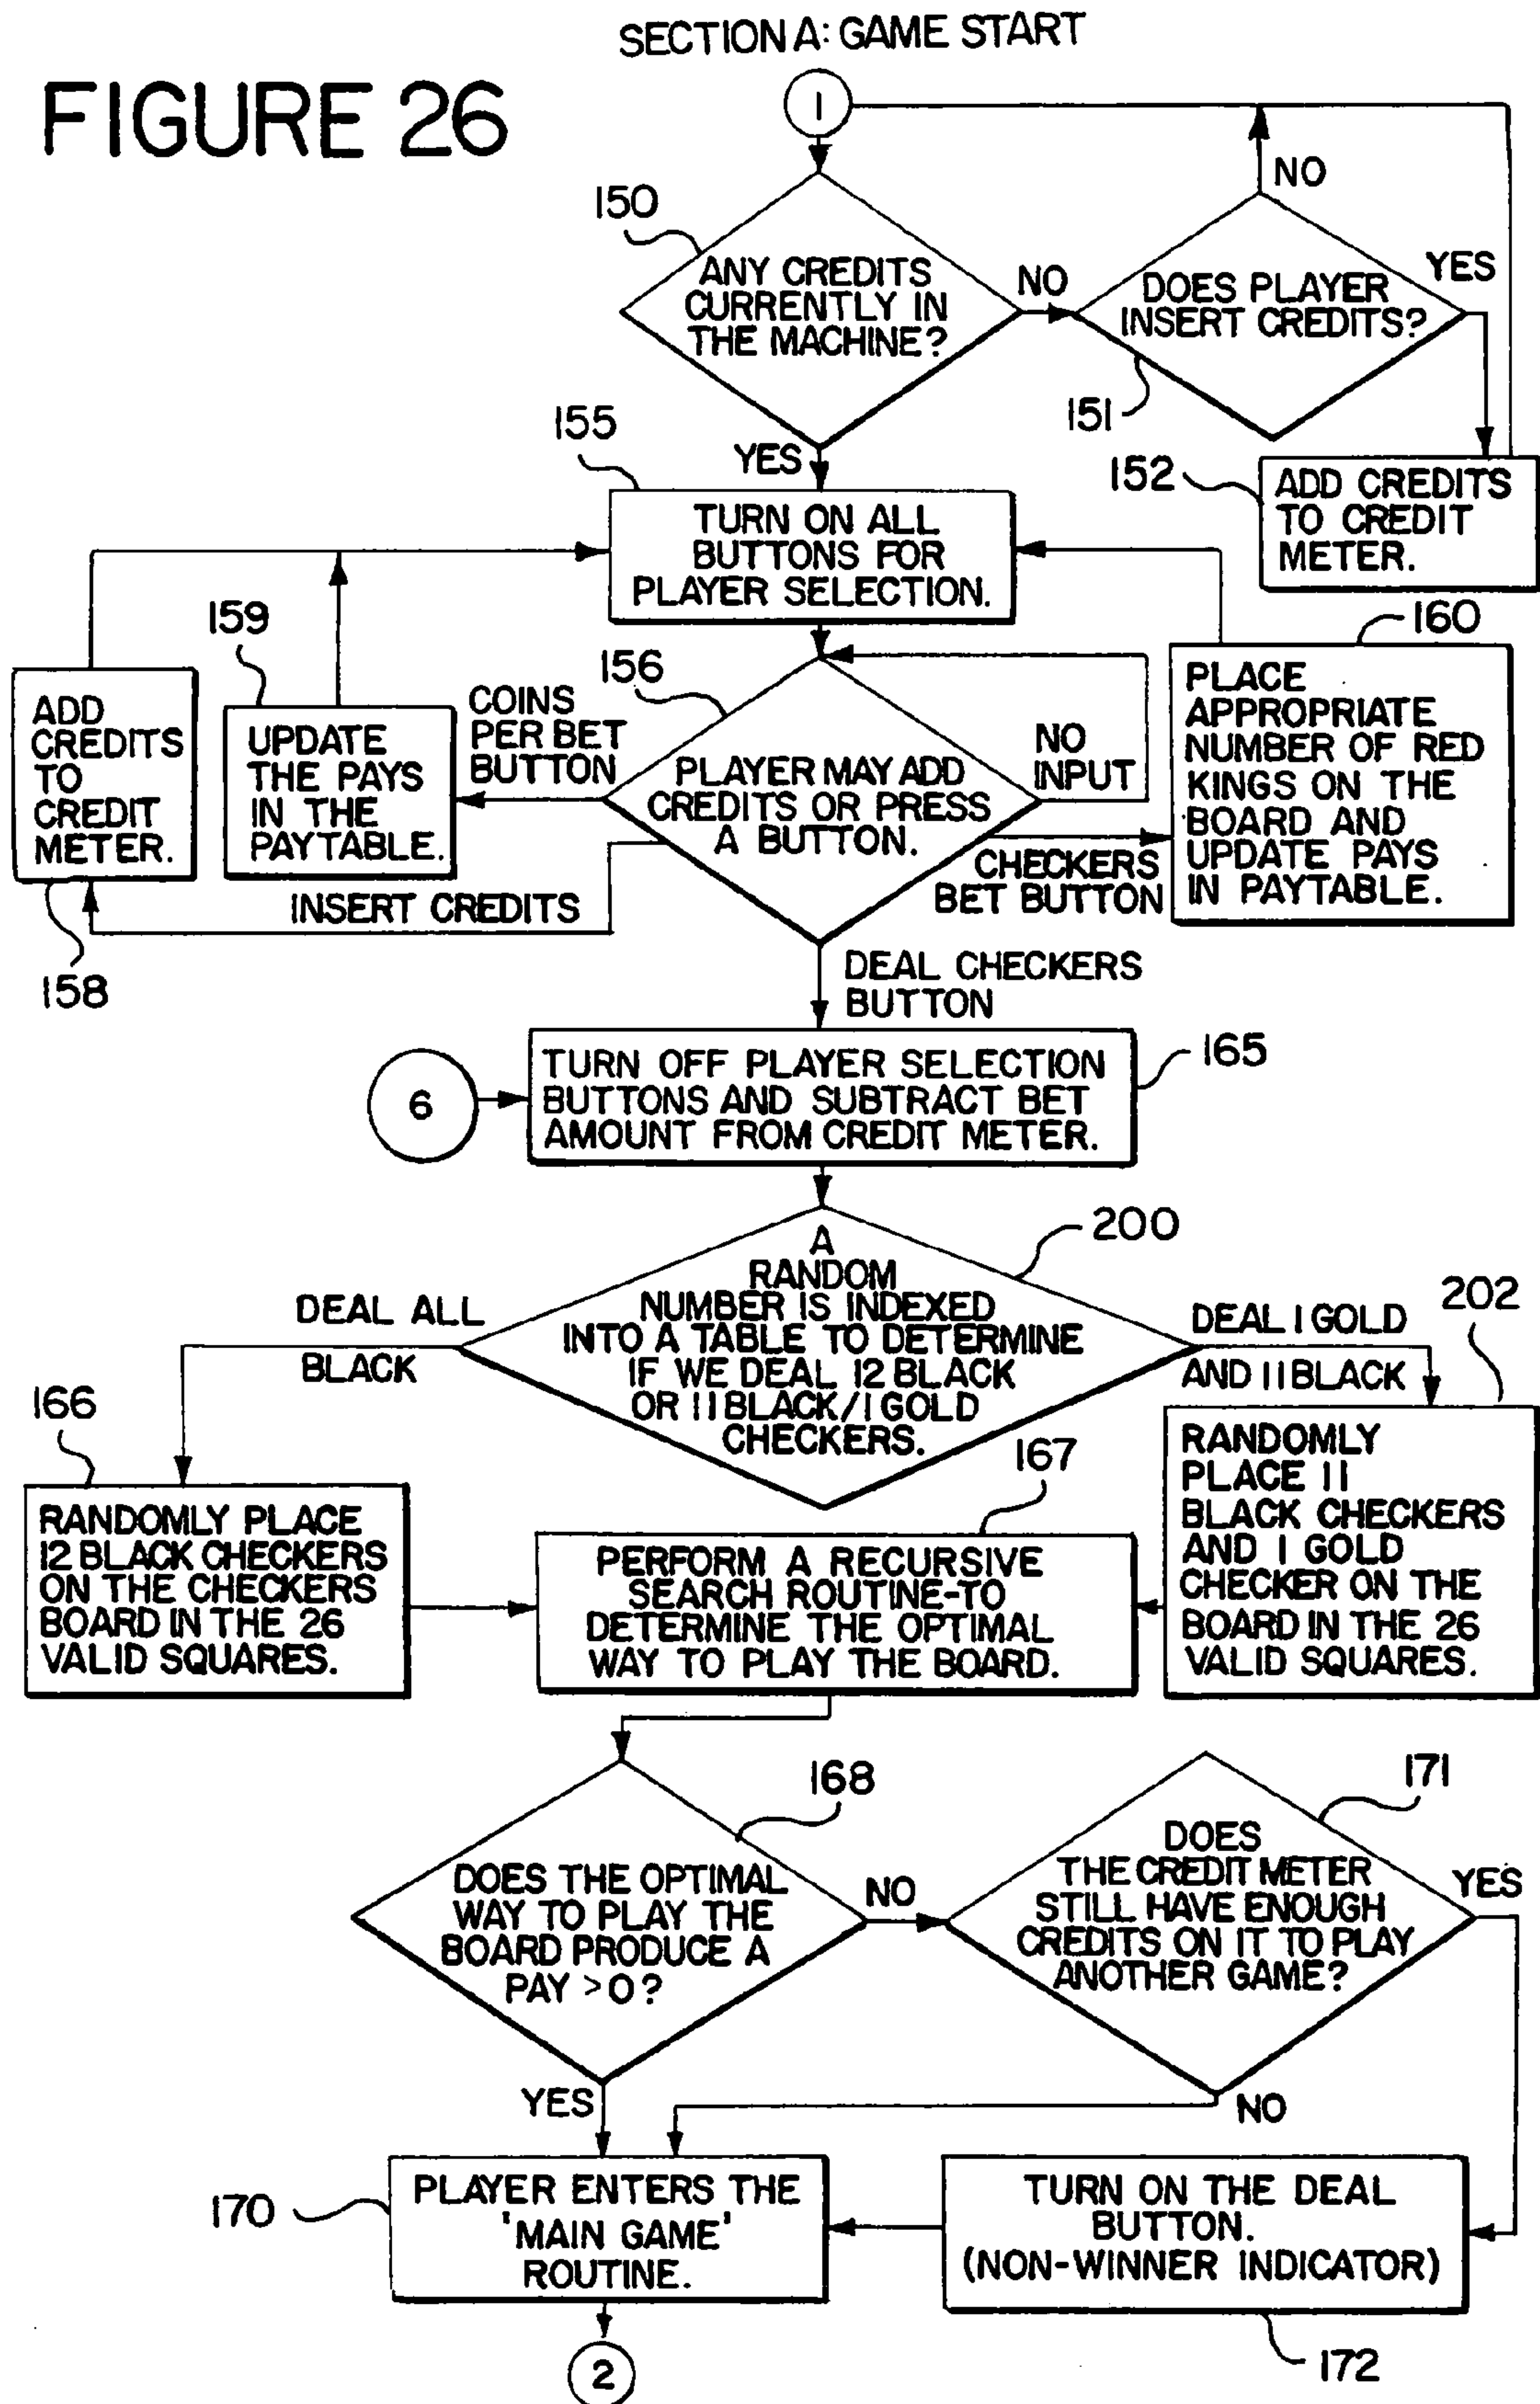 SECTION A: GAME START
FIGURE 26
1
NO
150
ANY CREDITS
CURRENTLY IN
THE MACHINE?
NO
DOES PLAYER
INSERT CREDITS?
YES
151
YES
155
152
ADD CREDITS
TO CREDIT
METER.
TURN ON ALL
BUTTONS FOR
PLAYER SELECTION.
159
156
160
ADD
CREDITS
TO
CREDIT
METER.
UPDATE
THE PAYS
IN THE
PAYTABLE.
COINS
PER BET
BUTTON
PLAYER MAY ADD
CREDITS OR PRESS
A BUTTON.
NO
INPUT
PLACE
APPROPRIATE
NUMBER OF RED
KINGS ON THE
BOARD AND
UPDATE PAYS
IN PAYTABLE.
CHECKERS
BET BUTTON
INSERT CREDITS
158
DEAL CHECKERS
BUTTON
6
TURN OFF PLAYER SELECTION
BUTTONS AND SUBTRACT BET
AMOUNT FROM CREDIT METER.
165
200
A
RANDOM
NUMBER IS INDEXED
INTO A TABLE TO DETERMINE
IF WE DEAL 12 BLACK
OR 11 BLACK/1 GOLD
CHECKERS.
DEAL ALL
BLACK
DEAL 1 GOLD
AND 11 BLACK
202
166
167
RANDOMLY PLACE
12 BLACK CHECKERS
ON THE CHECKERS
BOARD IN THE 26
VALID SQUARES.
PERFORM A RECURSIVE
SEARCH ROUTINE-TO
DETERMINE THE OPTIMAL
WAY TO PLAY THE BOARD.
RANDOMLY
PLACE 11
BLACK CHECKERS
AND 1 GOLD
CHECKER ON THE
BOARD IN THE 26
VALID SQUARES.
168
171
DOES THE OPTIMAL
WAY TO PLAY THE
BOARD PRODUCE A
PAY >0?
NO
DOES
THE CREDIT METER
STILL HAVE ENOUGH
CREDITS ON IT TO PLAY
ANOTHER GAME?
YES
YES
NO
170
PLAYER ENTERS THE
'MAIN GAME'
ROUTINE.
TURN ON THE DEAL
BUTTON.
(NON-WINNER INDICATOR)
172
2